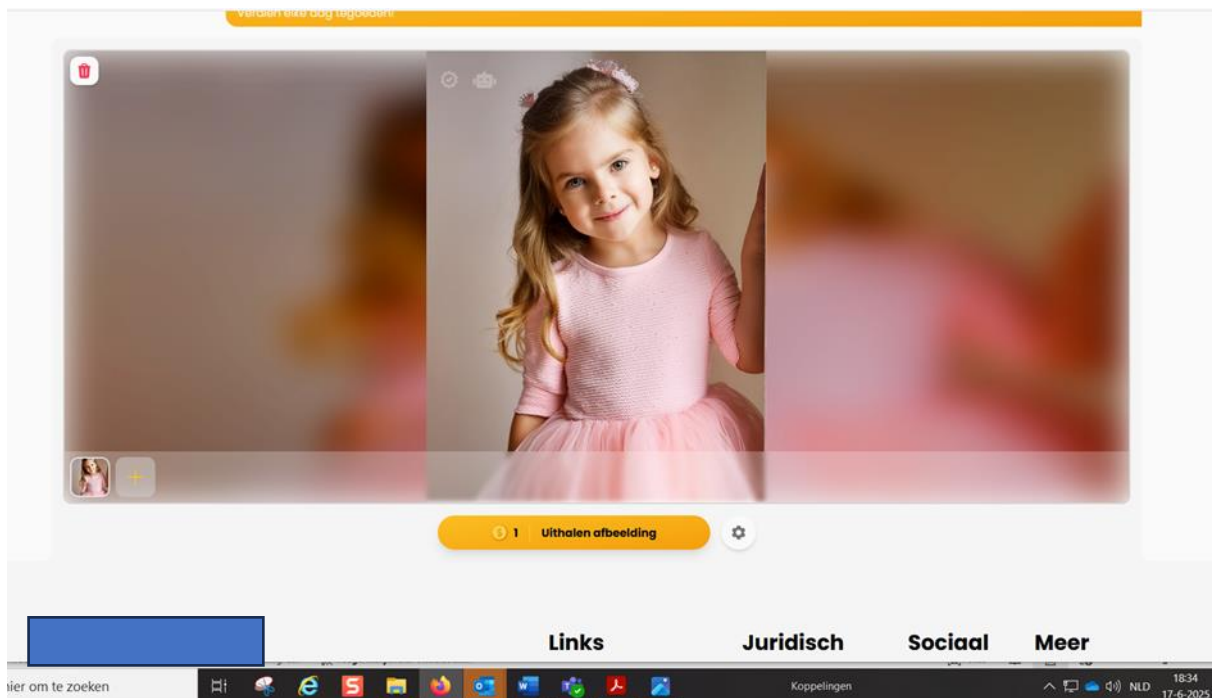 Verdien elke dag tegoeden!
1 Uithalen afbeelding
Links Juridisch Sociaal Meer
hier om te zoeken
Koppelingen
NLD
18:34
17-6-2025